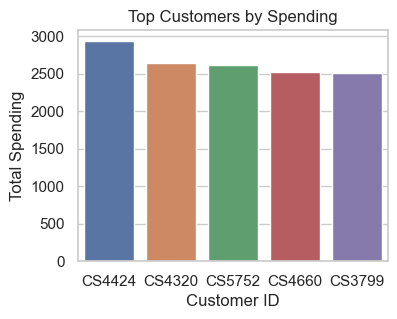 Top Customers by Spending
Total Spending
3000
2500
2000
1500
1000
500
0
CS4424 CS4320 CS5752 CS4660 CS3799
Customer ID